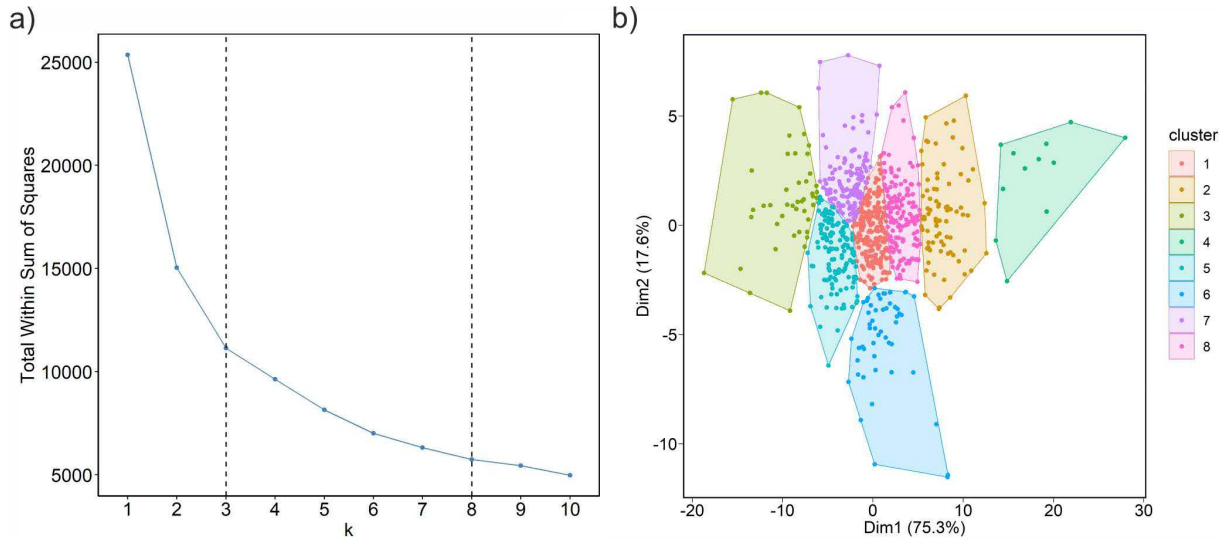 a)
25000
20000
15000
10000
5000
Total Within Sum of Squares
1 2 3 4 5 6 7 8 9 10
k
b)
5
0
-5
-10
Dim2 (17.6%)
-20 -10 0 10 20 30
Dim1 (75.3%)
cluster
1
2
3
4
5
6
7
8